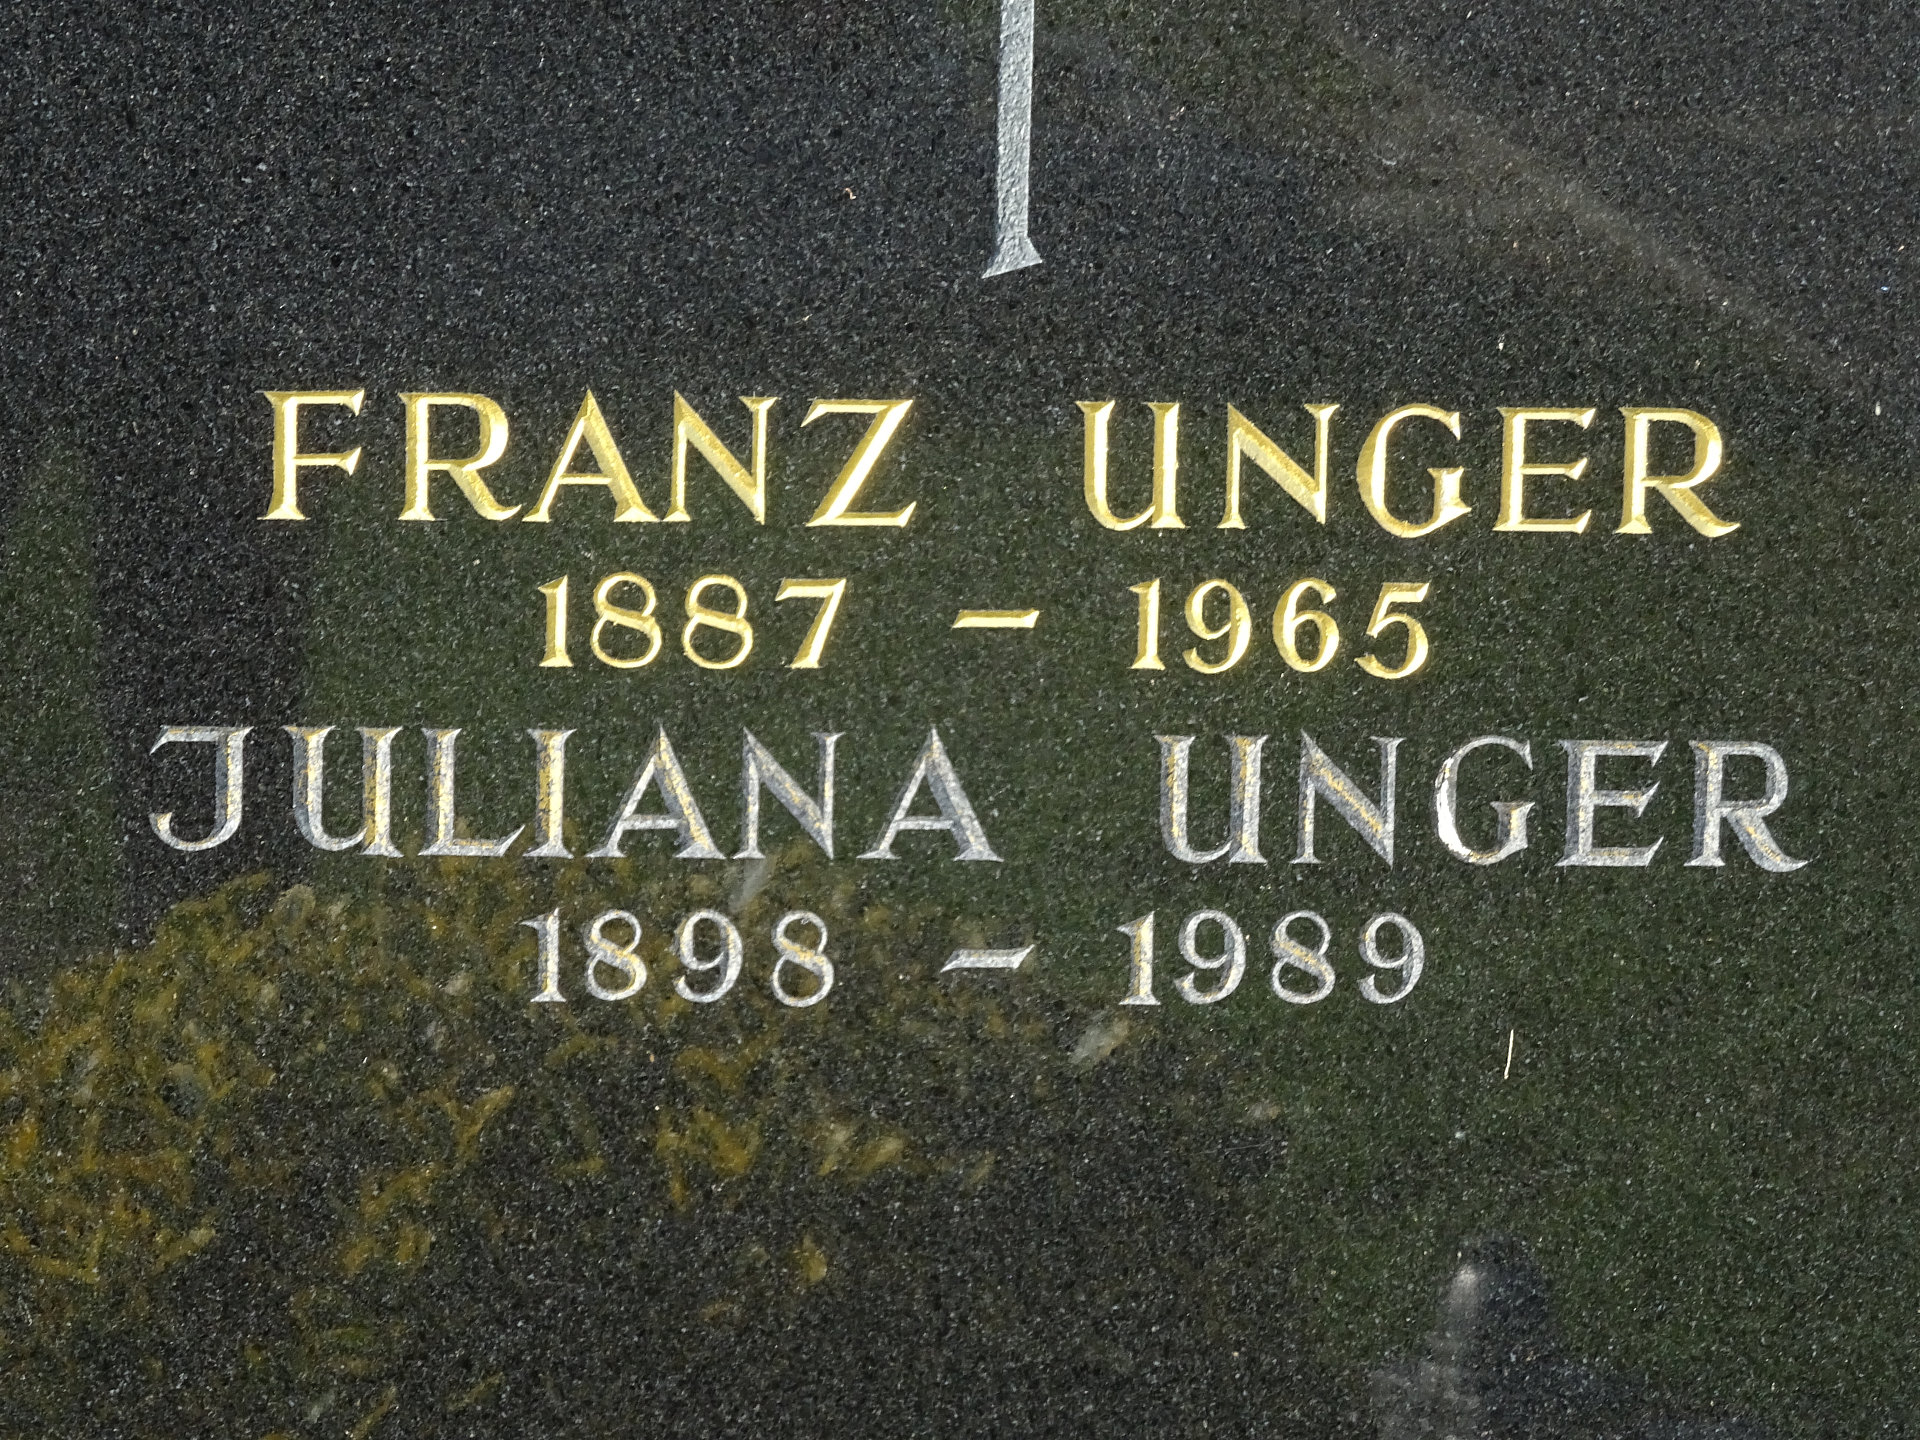 FRANZ UNGER
1887 – 1965
JULIANA UNGER
1898 – 1989